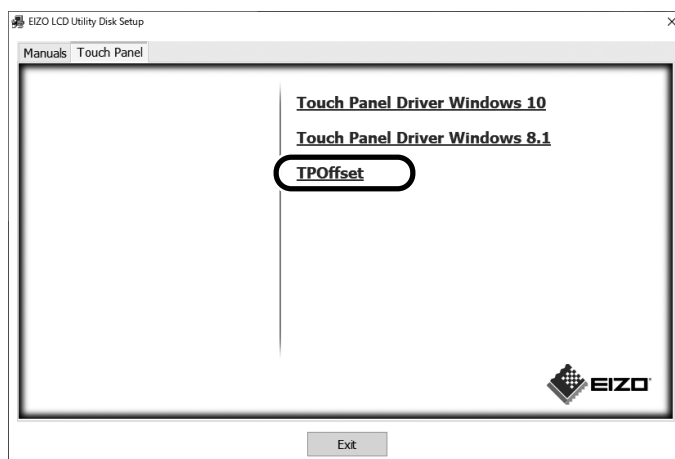 EIZO LCD Utility Disk Setup
Manuals Touch Panel
Touch Panel Driver Windows 10
Touch Panel Driver Windows 8.1
TPOffset
EIZO
Exit